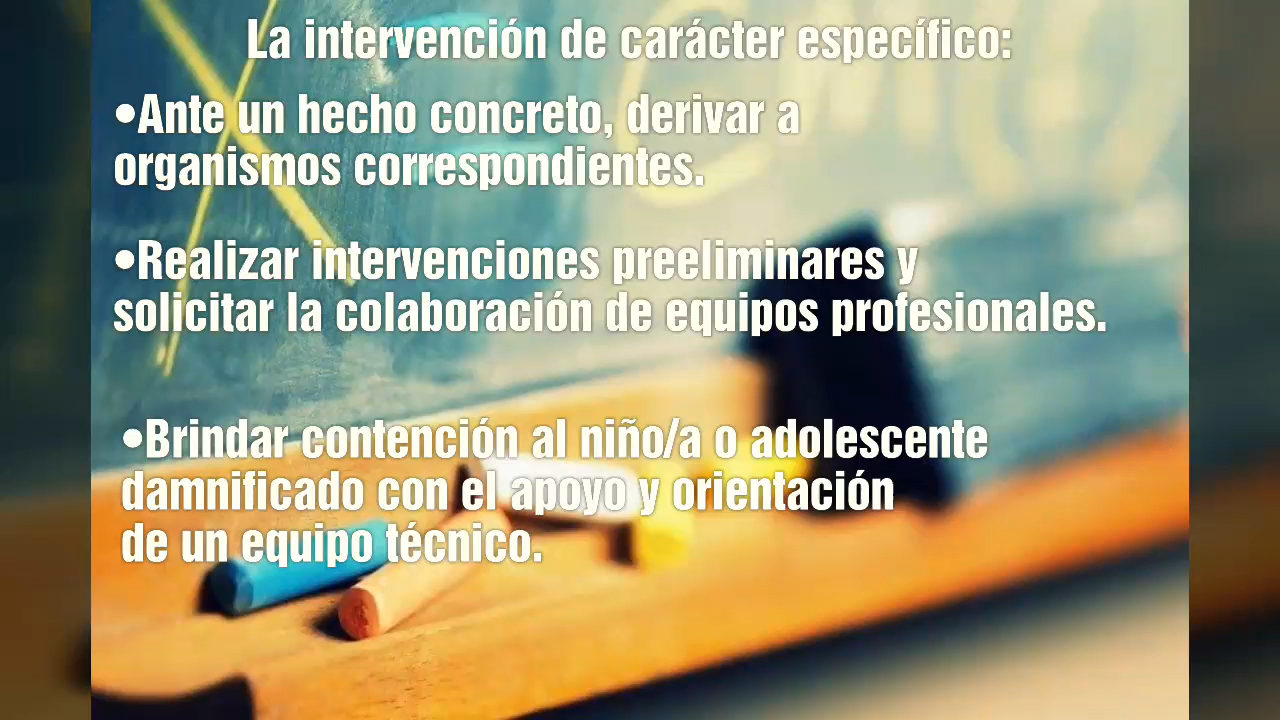 La intervención de carácter específico:
•Ante un hecho concreto, derivar a
organismos correspondientes.
•Realizar intervenciones preeliminares y
solicitar la colaboración de equipos profesionales.
•Brindar contención al niño/a o adolescente
damnificado con el apoyo y orientación
de un equipo técnico.